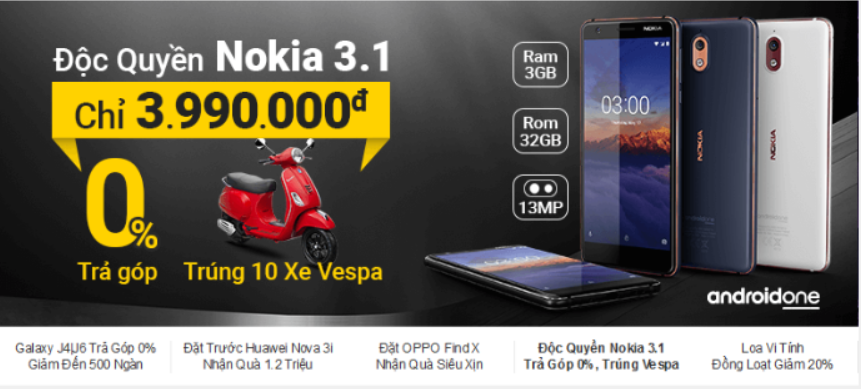 Độc Quyền Nokia 3.1
Chỉ 3.990.000đ
0%
Trả góp
Trúng 10 Xe Vespa
Ram
3GB
Rom
32GB
13MP
NOKIA
03:00
NOKIA
NOKIA
androidone
Galaxy J4|J6 Trả Góp 0%
Giảm Đến 500 Ngàn
Đặt Trước Huawei Nova 3i
Nhận Quà 1.2 Triệu
Đặt OPPO Find X
Nhận Quà Siêu Xịn
Độc Quyền Nokia 3.1
Trả Góp 0%, Trúng Vespa
Loa Vi Tính
Đồng Loạt Giảm 20%